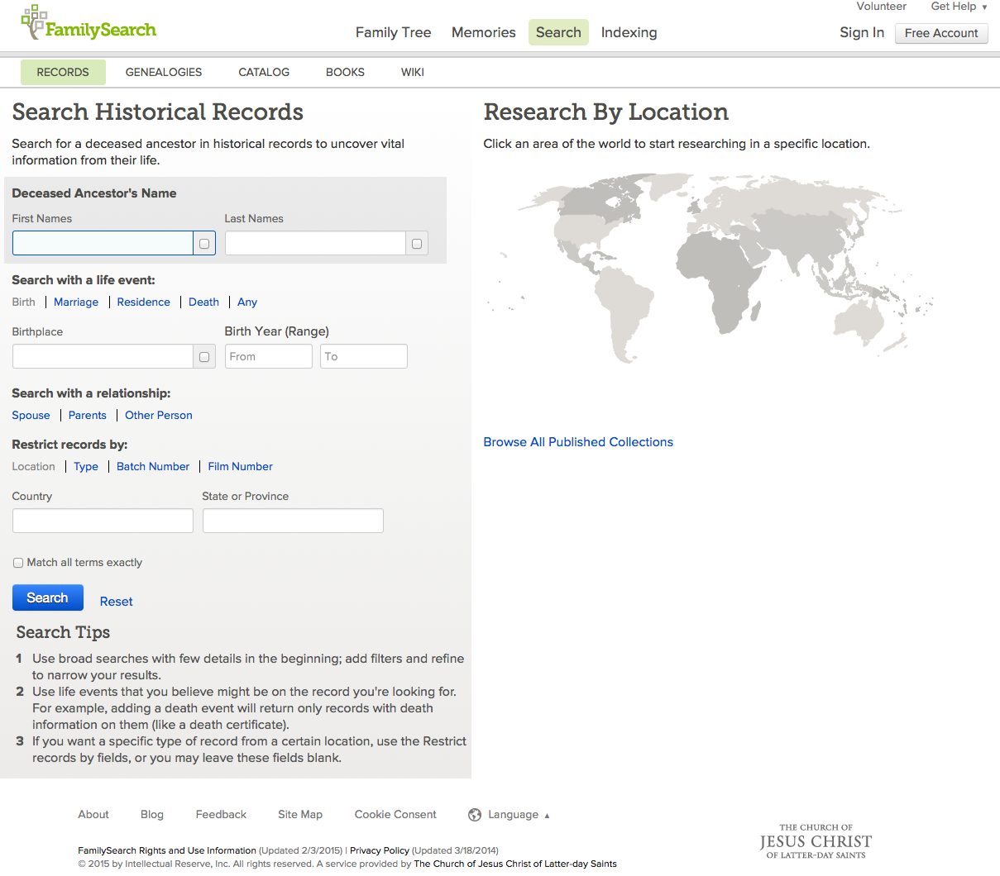 Volunteer Get Help ▼
FamilySearch
Family Tree Memories Search Indexing Sign In Free Account
RECORDS GENEALOGIES CATALOG BOOKS WIKI
Search Historical Records
Search for a deceased ancestor in historical records to uncover vital
information from their life.
Deceased Ancestor's Name
First Names Last Names
Search with a life event:
Birth | Marriage | Residence | Death | Any
Birthplace Birth Year (Range)
From To
Search with a relationship:
Spouse | Parents | Other Person
Restrict records by:
Location | Type | Batch Number | Film Number
Country State or Province
Match all terms exactly
Search Reset
Search Tips
1 Use broad searches with few details in the beginning; add filters and refine
to narrow your results.
2 Use life events that you believe might be on the record you're looking for.
For example, adding a death event will return only records with death
information on them (like a death certificate).
3 If you want a specific type of record from a certain location, use the Restrict
records by fields, or you may leave these fields blank.
Research By Location
Click an area of the world to start researching in a specific location.
Browse All Published Collections
About Blog Feedback Site Map Cookie Consent Language ▲
FamilySearch Rights and Use Information (Updated 2/3/2015) | Privacy Policy (Updated 3/18/2014)
© 2015 by Intellectual Reserve, Inc. All rights reserved. A service provided by The Church of Jesus Christ of Latter-day Saints
THE CHURCH OF
JESUS CHRIST
OF LATTER-DAY SAINTS